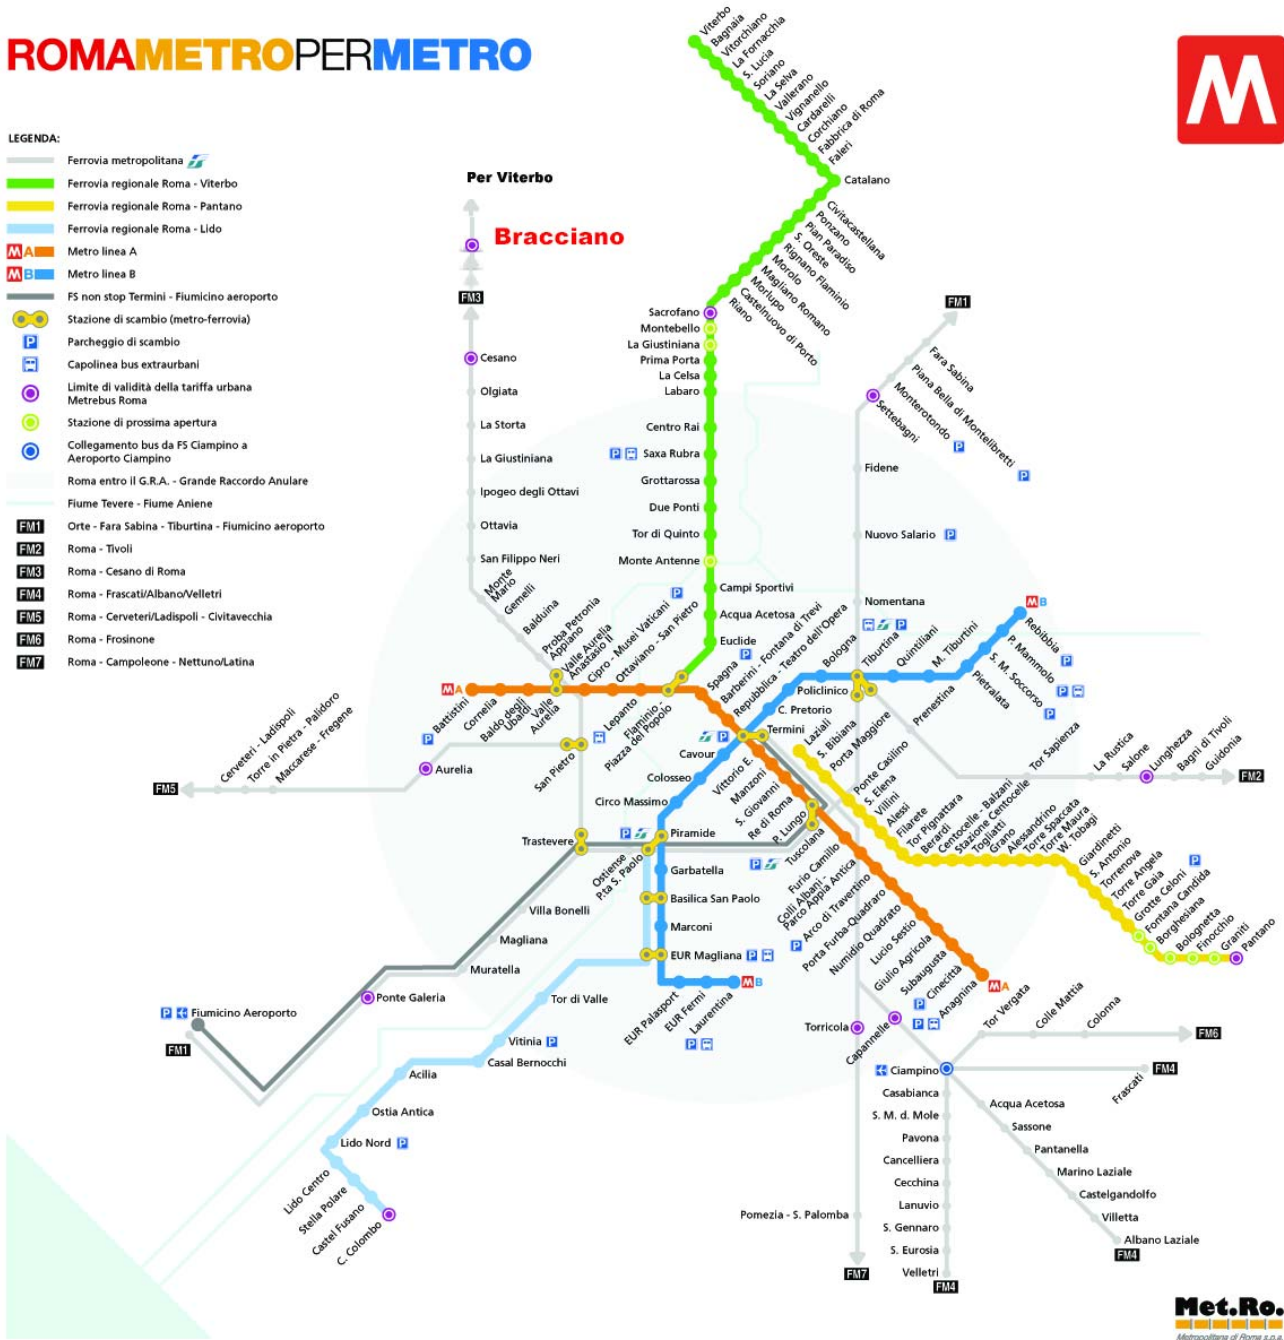 ROMAMETROPERMETRO
M
LEGENDA:
Ferrovia metropolitana
Ferrovia regionale Roma - Viterbo
Ferrovia regionale Roma - Pantano
Ferrovia regionale Roma - Lido
M A Metro linea A
M B Metro linea B
FS non stop Termini - Fiumicino aeroporto
Stazione di scambio (metro-ferrovia)
P Parcheggio di scambio
Capolinea bus extraurbani
Limite di validità della tariffa urbana
Metrebus Roma
Stazione di prossima apertura
Collegamento bus da FS Ciampino a
Aeroporto Ciampino
Roma entro il G.R.A. - Grande Raccordo Anulare
Fiume Tevere - Fiume Aniene
FM1 Orte - Fara Sabina - Tiburtina - Fiumicino aeroporto
FM2 Roma - Tivoli
FM3 Roma - Cesano di Roma
FM4 Roma - Frascati/Albano/Velletri
FM5 Roma - Cerveteri/Ladispoli - Civitavecchia
FM6 Roma - Frosinone
FM7 Roma - Campoleone - Nettuno/Latina
Viterbo
Bagnaia
Vitorchiano
La Fornacchia
S. Lucia
Soriano
La Selva
Vallerano
Vignanello
Cardarelli
Corchiano
Fabbrica di Roma
Faleri
Catalano
Civitacastellana
Ponzano
Pian Paradiso
S. Oreste
Rignano Flaminio
Morolo
Magliano Romano
Morlupo
Castelnuovo di Porto
Riano
Sacrofano
Montebello
La Giustiniana
Prima Porta
La Celsa
Labaro
Centro Rai
P Saxa Rubra
Grottarossa
Due Ponti
Tor di Quinto
Monte Antenne
Campi Sportivi
Acqua Acetosa
Euclide
Per Viterbo
Bracciano
FM3
Cesano
Olgiata
La Storta
La Giustiniana
Ipogeo degli Ottavi
Ottavia
San Filippo Neri
Monte
Mario
Gemelli
Balduina
Proba Petronia
Appiano
Valle Aurelia
Anastasio II
Cipro - Musei Vaticani P
Ottaviano - San Pietro
M A
P Battistini
Cornelia
Baldo degli
Ubaldi
Valle
Aurelia
Lepanto
Flaminio -
Piazza del Popolo
Spagna P
Barberini - Fontana di Trevi
Repubblica - Teatro dell'Opera
P
Termini
Vittorio E.
Manzoni
S. Giovanni
Re di Roma
P. Lungo
P
Tuscolana
Furio Camillo
Colli Albani -
Parco Appia Antica
P Arco di Travertino
Porta Furba-Quadraro
Numidio Quadrato
Lucio Sestio
Giulio Agricola
Subaugusta
P Cinecittà
P Anagnina
M A
FM1
Fara Sabina
Piana Bella di Montelibretti P
Monterotondo P
Settebagni
Fidene
Nuovo Salario P
Nomentana
P
Tiburtina
Bologna
Policlinico
C. Pretorio
Quintiliani
M. Tiburtini
Pietralata
S. M. Soccorso P
P. Mammolo P
Rebibbia P
M B
Cavour
Colosseo
Circo Massimo
P
Piramide
Garbatella
Basilica San Paolo
Marconi
EUR Magliana P
EUR Palasport
EUR Fermi
Laurentina
P
M B
Laziali
S. Bibiana
Porta Maggiore
Ponte Casilino
S. Elena
Villini
Alessi
Filarete
Tor Pignattara
Berardi
Centocelle - Balzani
Stazione Centocelle
Togliatti
Grano
Alessandrino
Torre Spaccata
Torre Maura
W. Tobagi
Giardinetti
S. Antonio
Torrenova
Torre Angela
Torre Gaia
Grotte Celoni P
Fontana Candida
Borghesiana
Bolognetta
Finocchio
Graniti
Pantano
Prenestina
Tor Sapienza
La Rustica
Salone
Lunghezza
Bagni di Tivoli
Guidonia
FM2
Cerveteri - Ladispoli
Torre in Pietra - Palidoro
Maccarese - Fregene
FM5
Aurelia
San Pietro
Trastevere
Ostiense
P.ta S. Paolo
Villa Bonelli
Magliana
Muratella
Ponte Galeria
P Fiumicino Aeroporto
FM1
Tor di Valle
Vitinia P
Casal Bernocchi
Acilia
Ostia Antica
Lido Nord P
Lido Centro
Stella Polare
Castel Fusano
C. Colombo
Torricola
Capannelle
Pomezia - S. Palomba
FM7
Tor Vergata
Colle Mattia
Colonna
FM6
Ciampino
Frascati
FM4
Casabianca
S. M. d. Mole
Pavona
Cancelliera
Cecchina
Lanuvio
S. Gennaro
S. Eurosia
Velletri
FM4
Acqua Acetosa
Sassone
Pantanella
Marino Laziale
Castelgandolfo
Villetta
Albano Laziale
FM4
Met.Ro.
Metropolitana di Roma s.p.a.